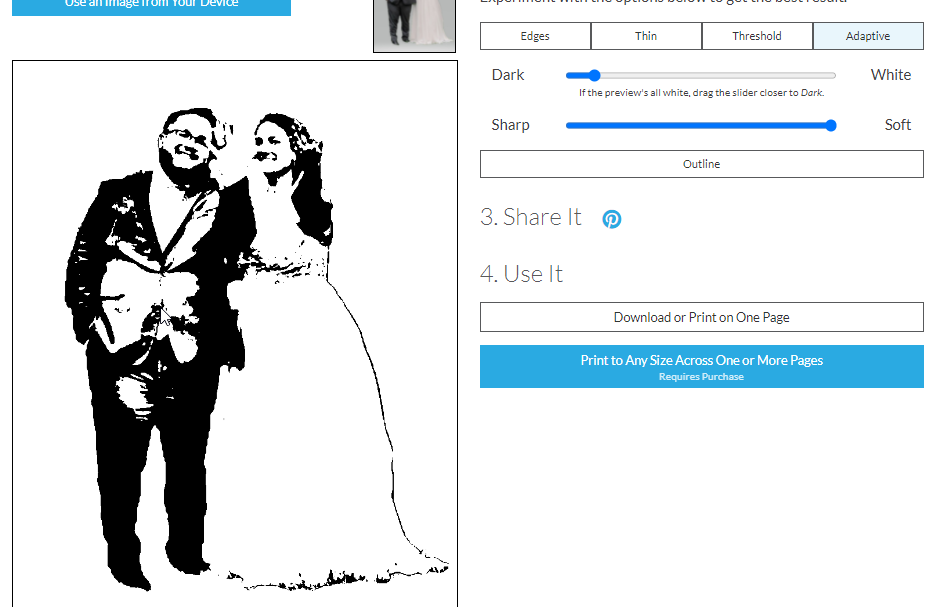 Use an Image from Your Device
Experiment with the options below to get the best result.
Edges
Thin
Threshold
Adaptive
Dark
White
If the preview's all white, drag the slider closer to Dark.
Sharp
Soft
Outline
3. Share It
4. Use It
Download or Print on One Page
Print to Any Size Across One or More Pages
Requires Purchase